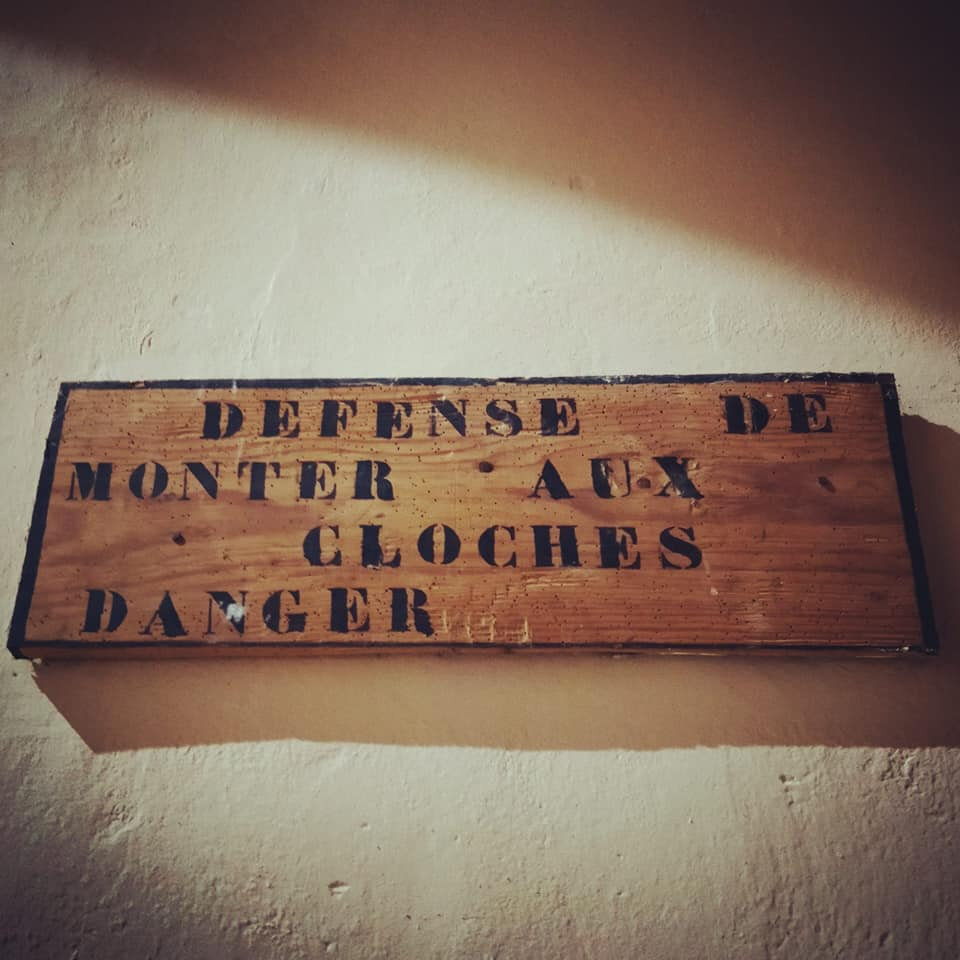 DEFENSE DE
MONTER AUX
CLOCHES
DANGER